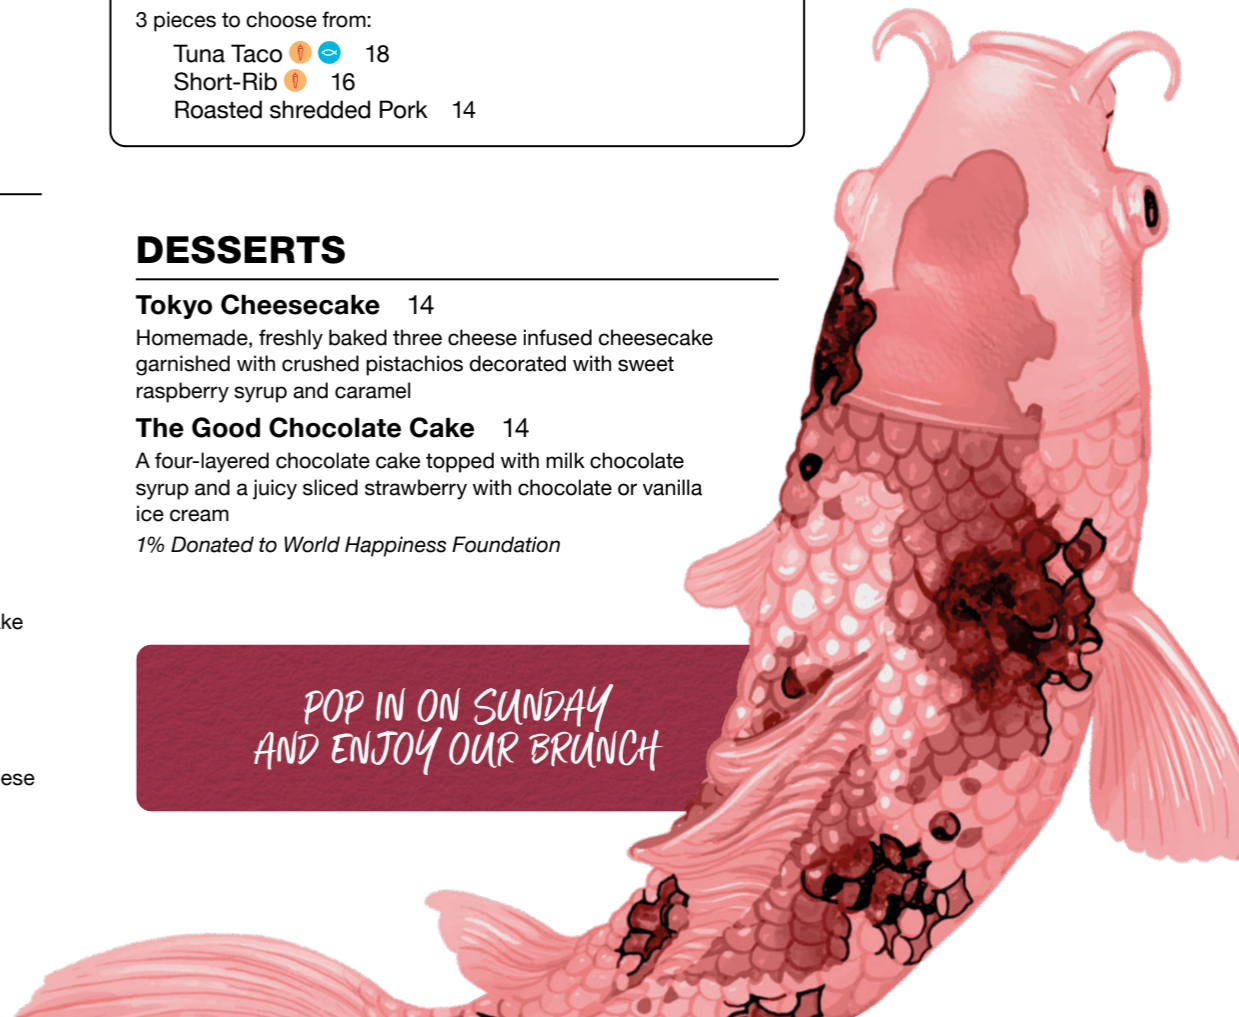 3 pieces to choose from:
Tuna Taco 18
Short-Rib 16
Roasted shredded Pork 14
DESSERTS
Tokyo Cheesecake 14
Homemade, freshly baked three cheese infused cheesecake
garnished with crushed pistachios decorated with sweet
raspberry syrup and caramel
The Good Chocolate Cake 14
A four-layered chocolate cake topped with milk chocolate
syrup and a juicy sliced strawberry with chocolate or vanilla
ice cream
1% Donated to World Happiness Foundation
ke
POP IN ON SUNDAY
AND ENJOY OUR BRUNCH
ese